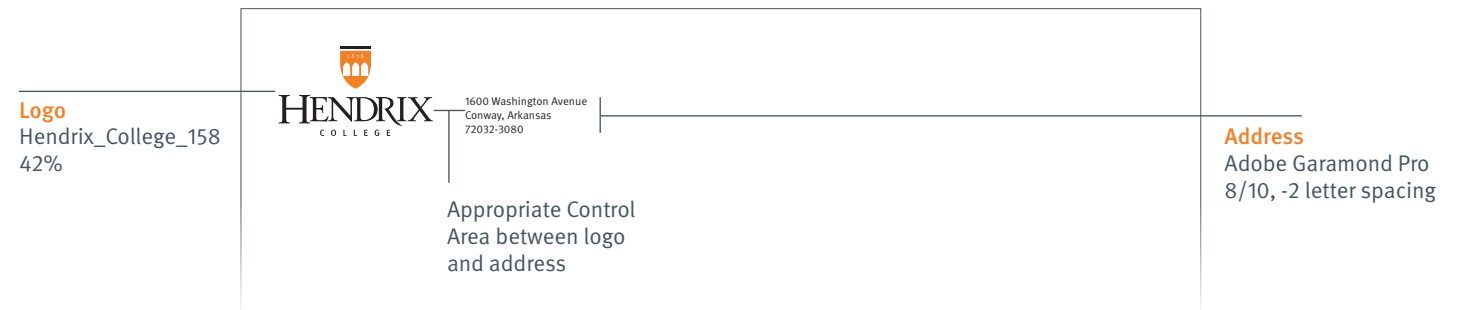 1876
HENDRIX
COLLEGE
1600 Washington Avenue
Conway, Arkansas
72032-3080
Logo
Hendrix_College_158
42%
Appropriate Control
Area between logo
and address
Address
Adobe Garamond Pro
8/10, -2 letter spacing